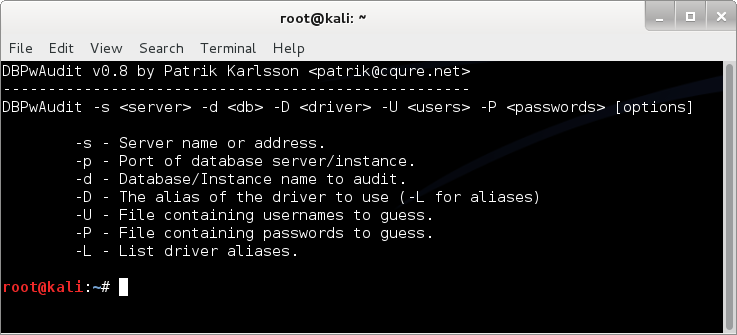 root@kali: ~
File Edit View Search Terminal Help
DBPwAudit v0.8 by Patrik Karlsson <patrik@cqure.net>
----------------------------------------------------
DBPwAudit -s <server> -d <db> -D <driver> -U <users> -P <passwords> [options]
-s - Server name or address.
-p - Port of database server/instance.
-d - Database/Instance name to audit.
-D - The alias of the driver to use (-L for aliases)
-U - File containing usernames to guess.
-P - File containing passwords to guess.
-L - List driver aliases.
root@kali:~#